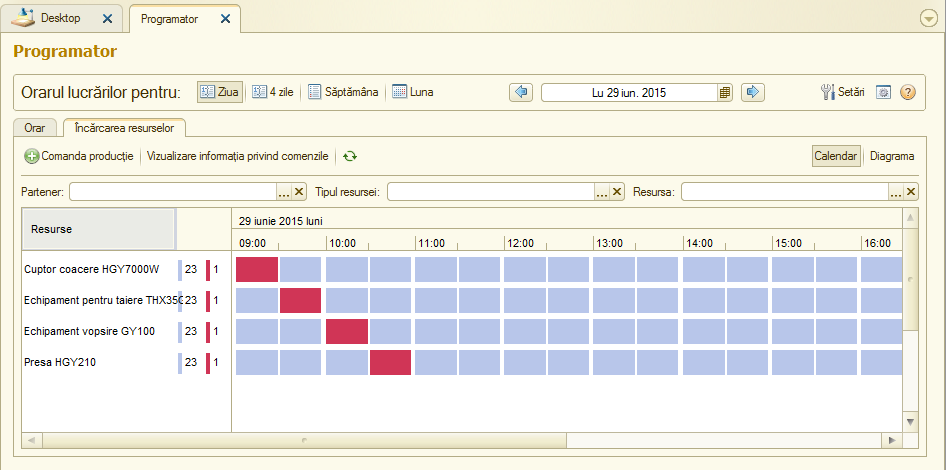 Desktop
Programator
Programator
Orarul lucrărilor pentru: Ziua 4 zile Săptămâna Luna Lu 29 iun. 2015 Setări ?
Orar Încărcarea resurselor
Comanda producție Vizualizare informația privind comenzile Calendar Diagrama
Partener: ... Tipul resursei: ... Resursa: ...
Resurse
29 iunie 2015 luni
09:00 10:00 11:00 12:00 13:00 14:00 15:00 16:00
Cuptor coacere HGY7000W 23 1
Echipament pentru taiere THX350 23 1
Echipament vopsire GY100 23 1
Presa HGY210 23 1